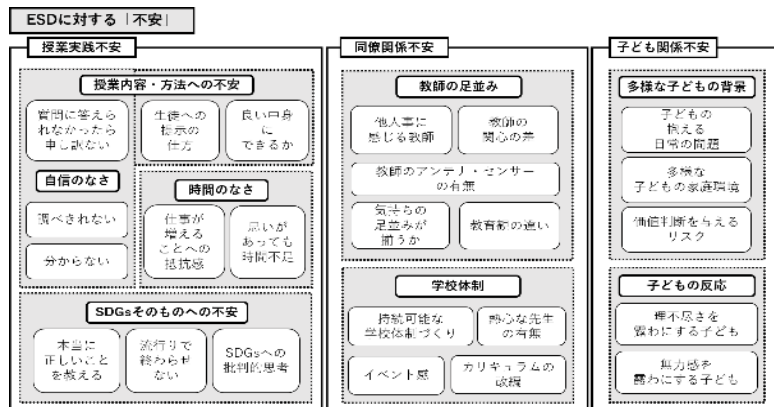 ESDに対する「不安」
授業実践不安
授業内容・方法への不安
質問に答えら
れなかったら
申し訳ない
生徒への
提示の
仕方
良い中身
に
できるか
自信のなさ
調べきれない
分からない
時間のなさ
仕事が
増える
ことへの
抵抗感
思いが
あっても
時間不足
SDGsそのものへの不安
本当に
正しいこと
を教える
流行りで
終わらせ
ない
SDGsへの
批判的思考
同僚関係不安
教師の足並み
他人事に
感じる教師
教師の
関心の差
教師のアンテナ・センサー
の有無
気持ちの
足並みが
揃うか
教育観の違い
学校体制
持続可能な
学校体制づくり
熱心な先生
の有無
イベント感
カリキュラムの
改編
子ども関係不安
多様な子どもの背景
子どもの
抱える
日常の問題
多様な
子どもの家庭環境
価値判断を与える
リスク
子どもの反応
理不尽さを
露わにする子ども
無力感を
露わにする子ども